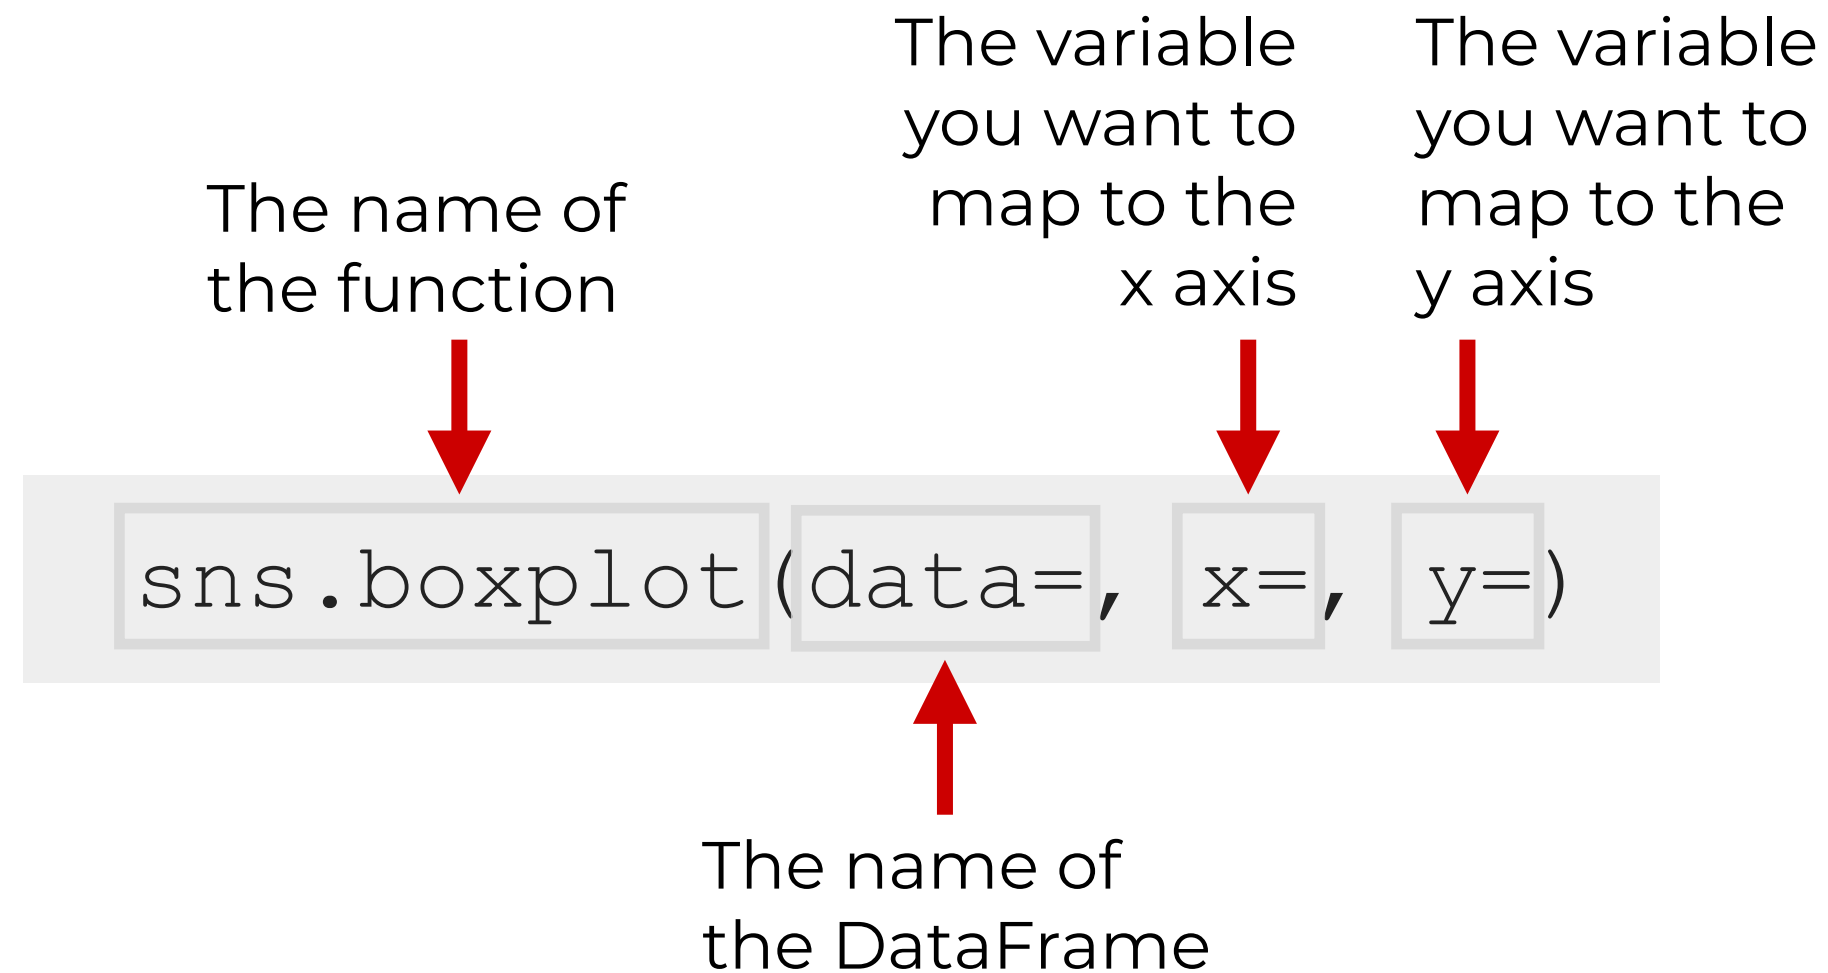 The variable
you want to
map to the
x axis
The variable
you want to
map to the
y axis
The name of
the function
sns.boxplot(data=, x=, y=)
The name of
the DataFrame